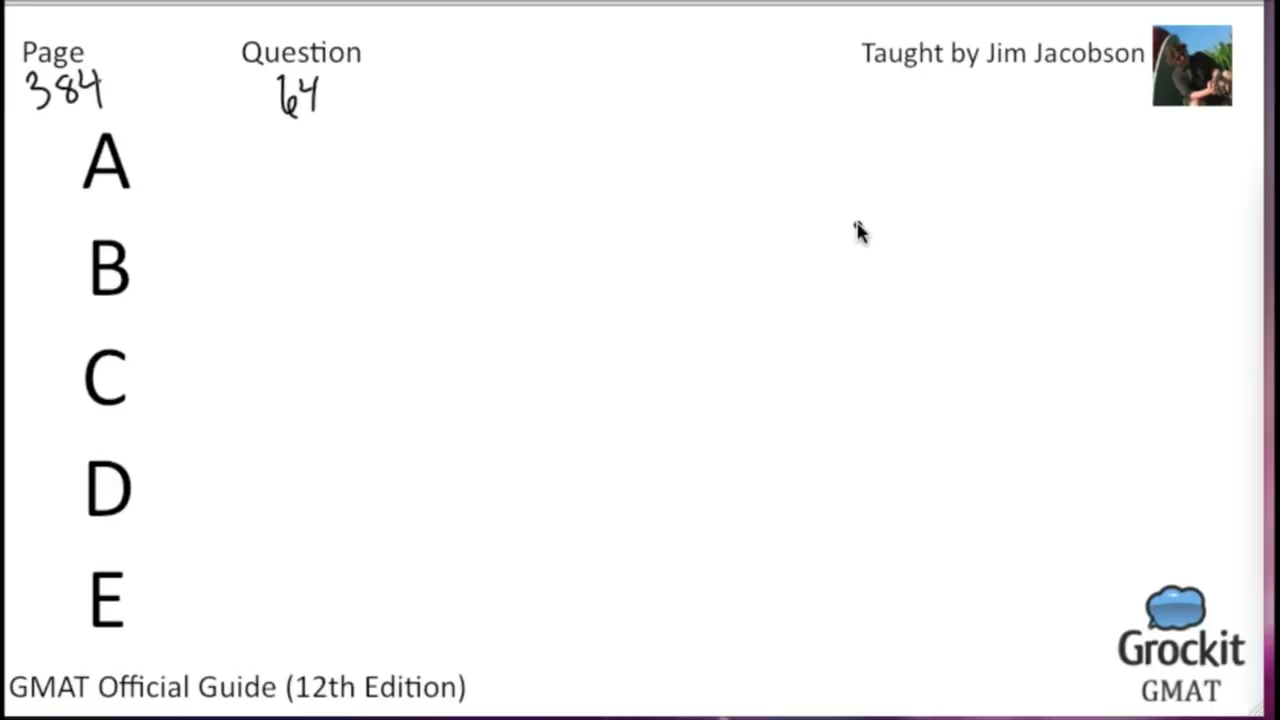 Page Question Taught by Jim Jacobson
384 64
A
B
C
D
E
Grockit
GMAT
GMAT Official Guide (12th Edition)